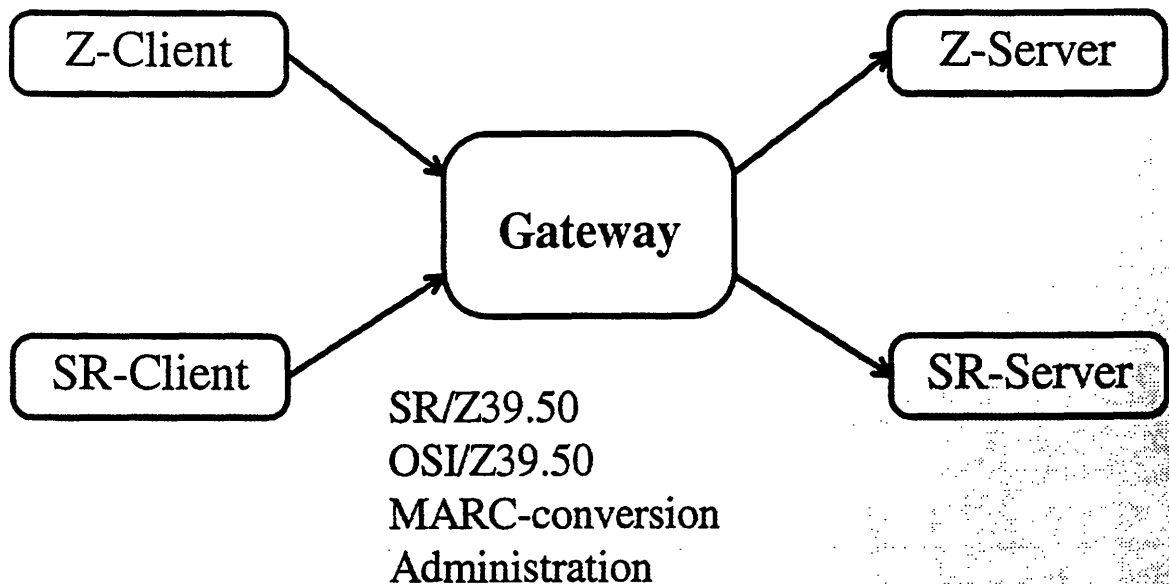 Z-Client
Z-Server
Gateway
SR-Client
SR-Server
SR/Z39.50
OSI/Z39.50
MARC-conversion
Administration